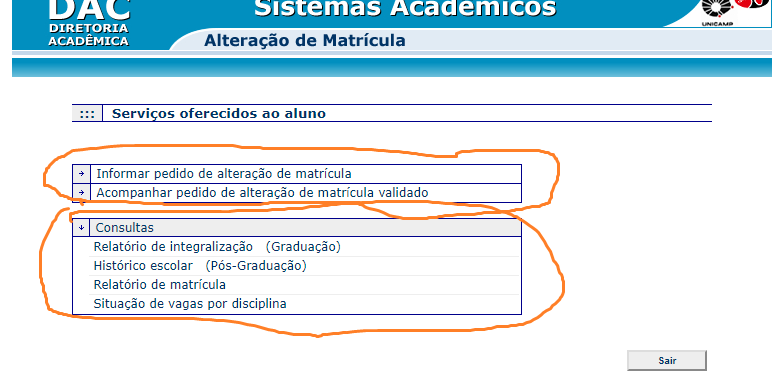 DAC
DIRETORIA
ACADÊMICA
Sistemas Acadêmicos
UNICAMP
Alteração de Matrícula
::: Serviços oferecidos ao aluno
Informar pedido de alteração de matrícula
Acompanhar pedido de alteração de matrícula validado
Consultas
Relatório de integralização (Graduação)
Histórico escolar (Pós-Graduação)
Relatório de matrícula
Situação de vagas por disciplina
Sair